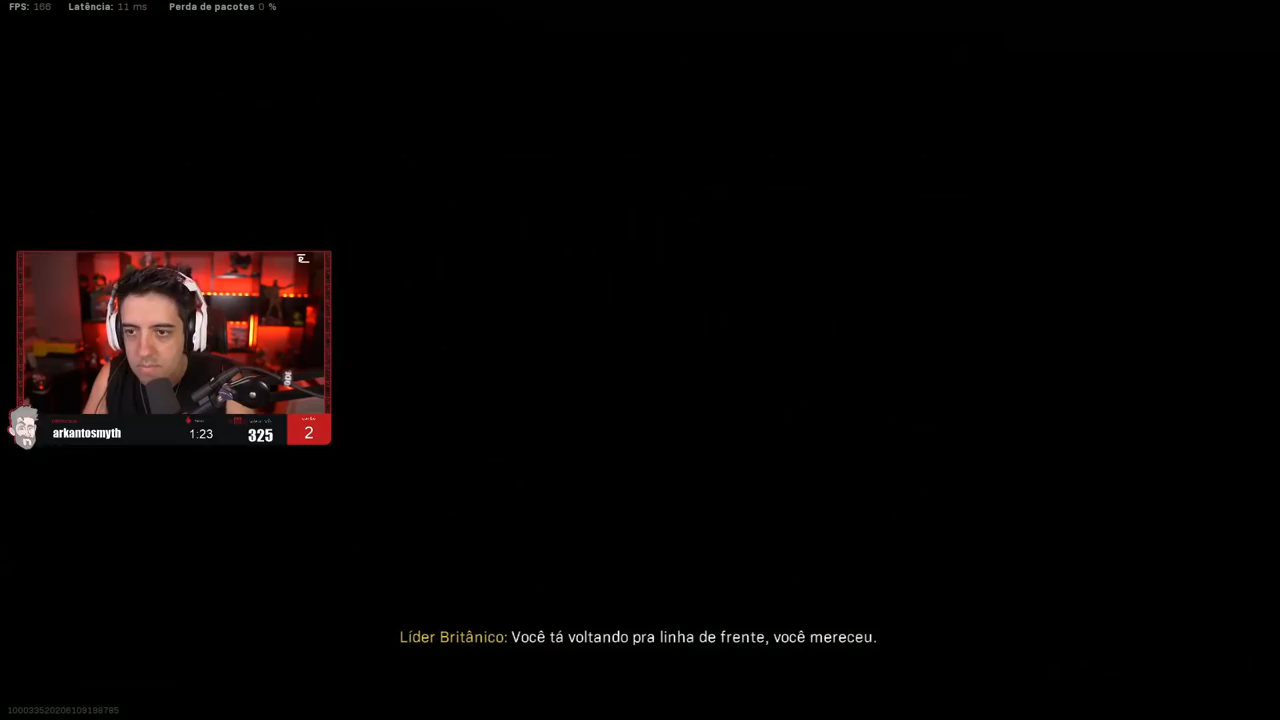 FPS: 166 Latência: 11 ms Perda de pacotes 0 %
arkantosmyth
1:23
325
2
Líder Britânico: Você tá voltando pra linha de frente, você mereceu.